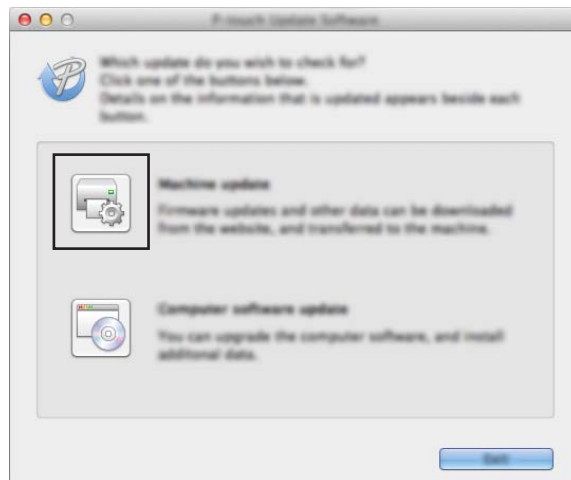 P-touch Update Software
Which update do you wish to check for?
Click one of the buttons below.
Details on the information that is updated appears beside each
button.
Machine update
Firmware updates and other data can be downloaded
from the website, and transferred to the machine.
Computer software update
You can upgrade the computer software, and install
additonal data.
Exit